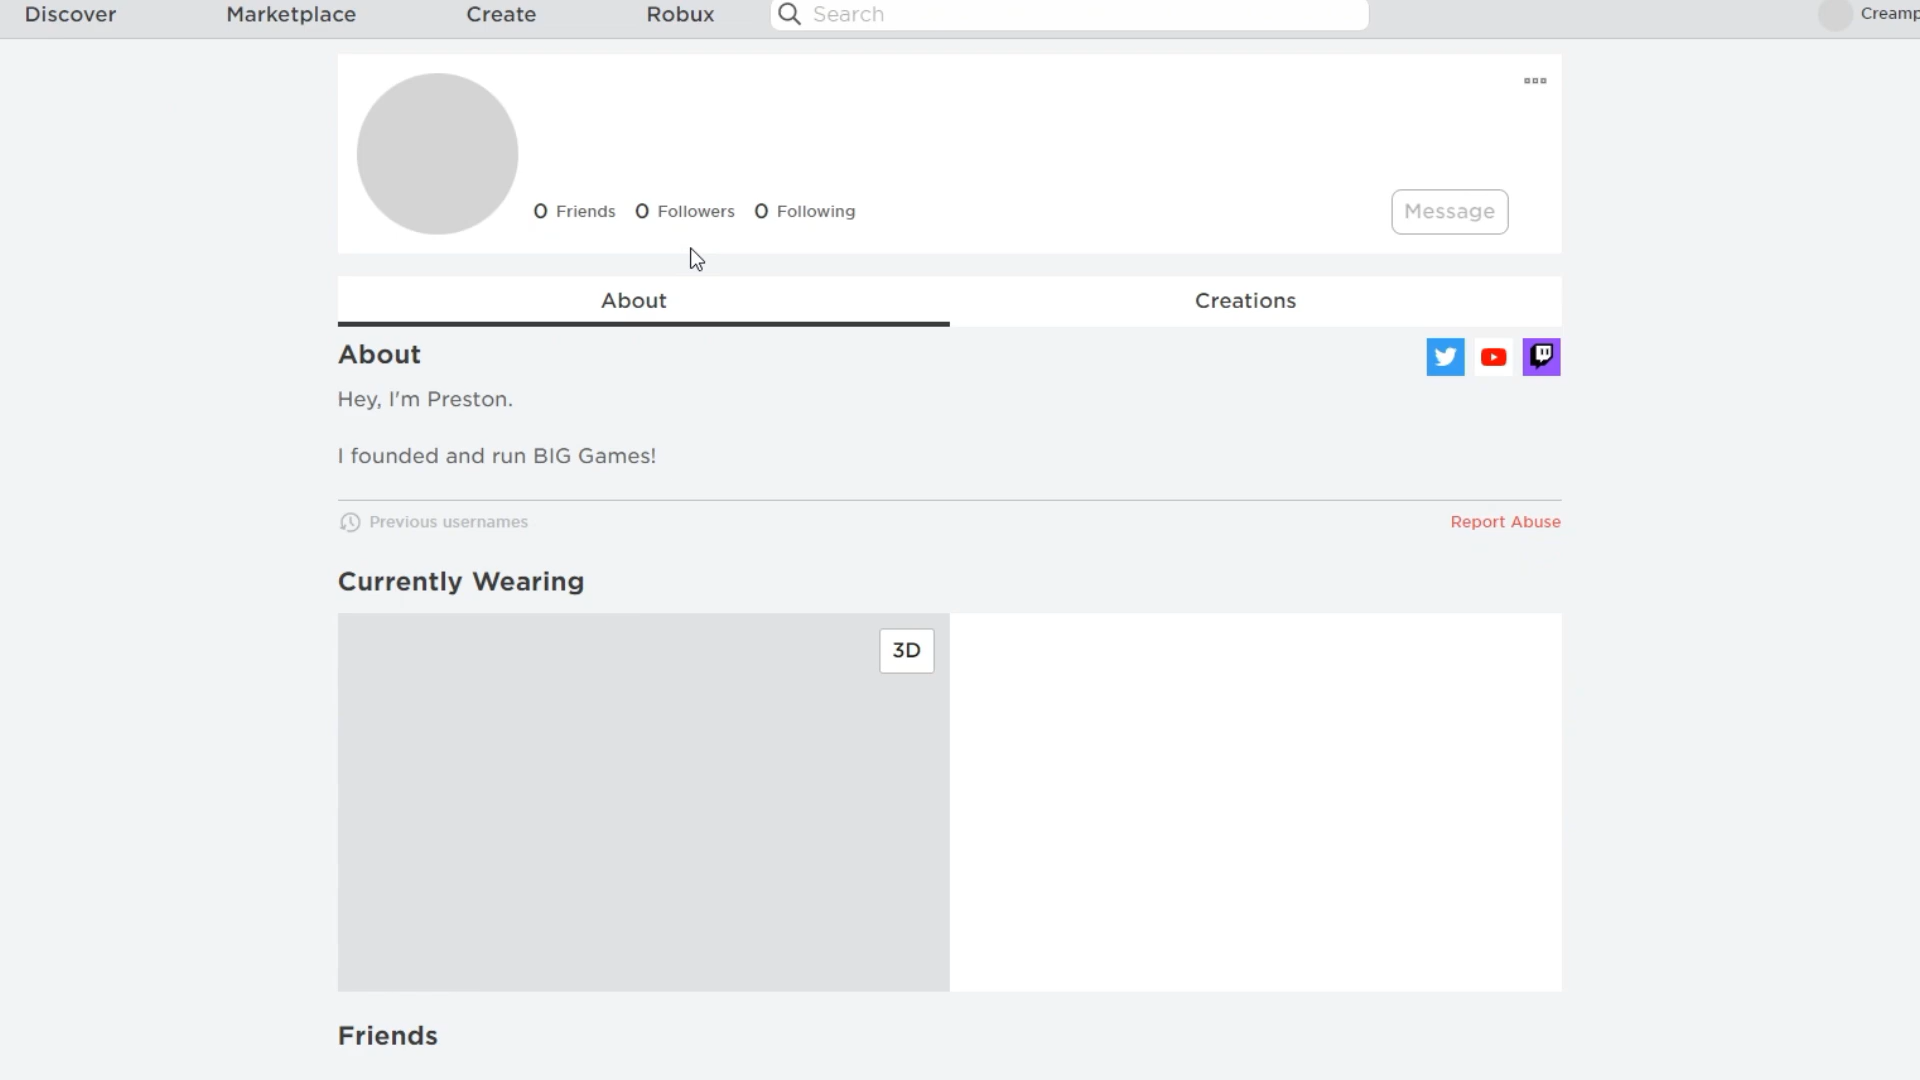 Discover
Marketplace
Create
Robux
Search
Creamp
0 Friends 0 Followers 0 Following
Message
About
Creations
About
Hey, I'm Preston.
I founded and run BIG Games!
Previous usernames
Report Abuse
Currently Wearing
3D
Friends